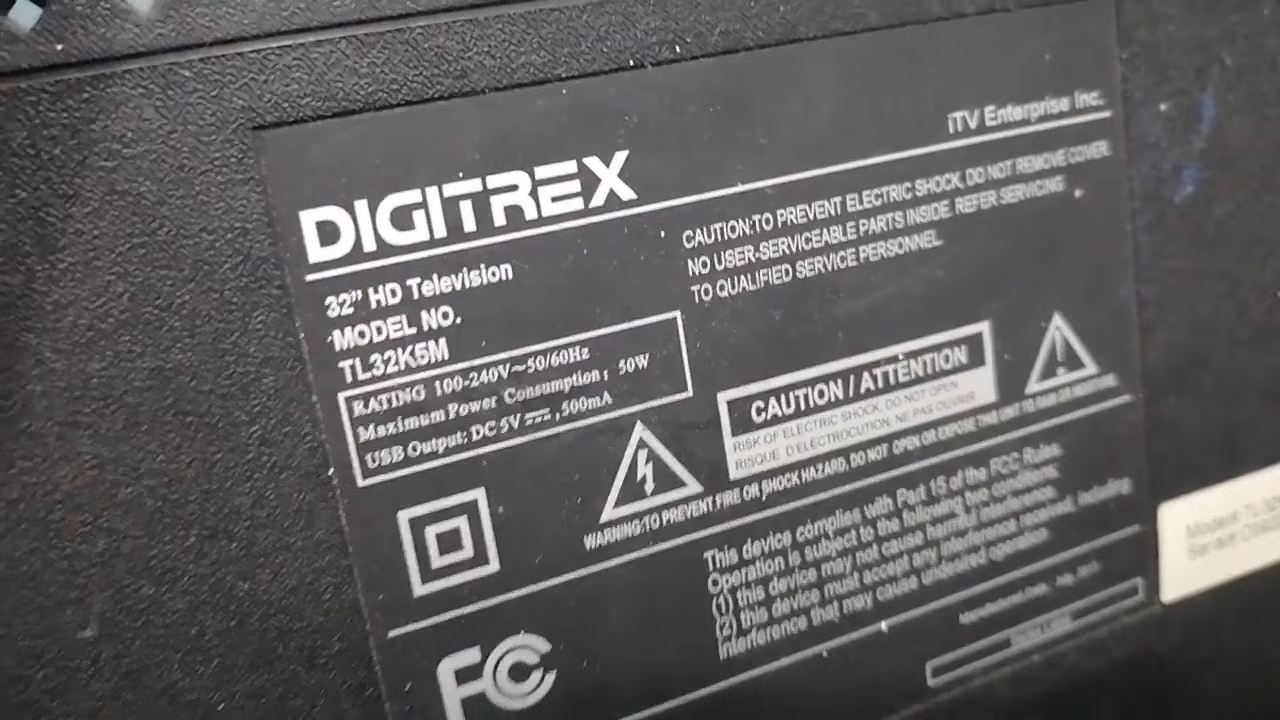 iTV Enterprise Inc.
DIGITREX
CAUTION:TO PREVENT ELECTRIC SHOCK, DO NOT REMOVE COVER.
NO USER-SERVICEABLE PARTS INSIDE. REFER SERVICING
TO QUALIFIED SERVICE PERSONNEL.
32" HD Television
MODEL NO.
TL32K5M
RATING 100-240V~50/60Hz
Maximum Power Consumption: 50W
USB Output: DC 5V ⎓, 500mA
CAUTION / ATTENTION
RISK OF ELECTRIC SHOCK, DO NOT OPEN.
RISQUE D'ELECTROCUTION, NE PAS OUVRIR
WARNING:TO PREVENT FIRE OR SHOCK HAZARD, DO NOT OPEN OR EXPOSE THIS UNIT TO RAIN OR MOISTURE.
This device complies with Part 15 of the FCC Rules.
Operation is subject to the following two conditions:
(1) this device may not cause harmful interference.
(2) this device must accept any interference received, including
interference that may cause undesired operation.
FC